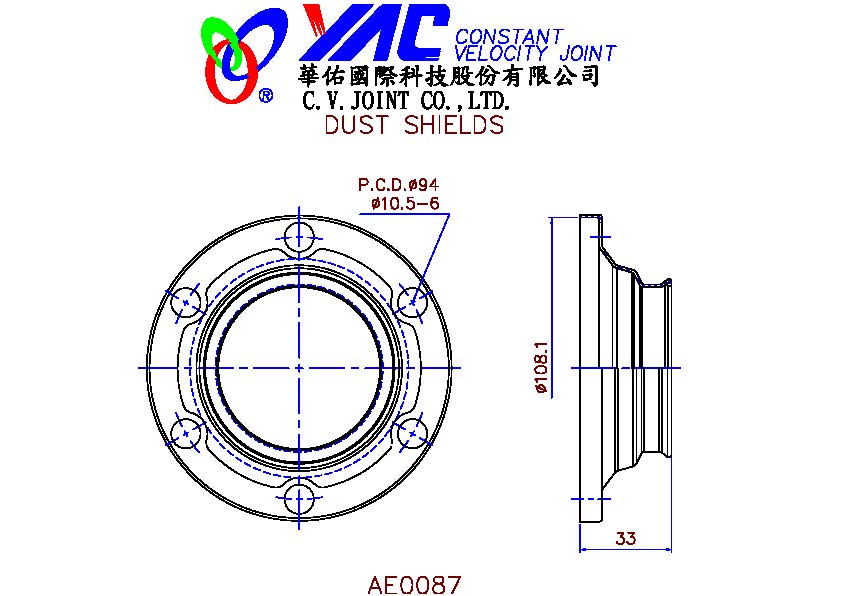 YAC CONSTANT
VELOCITY JOINT
®
華佑國際科技股份有限公司
C.V.JOINT CO.,LTD.
DUST SHIELDS
P.C.D.ø94
ø10.5-6
ø108.1
33
AE0087